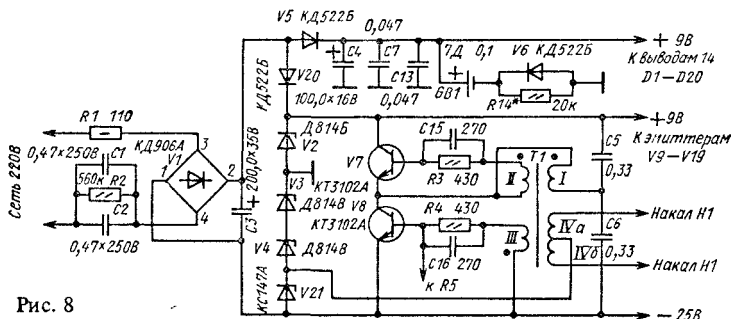 V5 КД522Б
0,047
+ 9В
К выводам 14
D1–D20
С4
С7
С13
7Д 0,1
V6 КД522Б
6В1
R14*
20к
100,0×16В
0,047
V20
КД522Б
R1 110
0,47×250В
С1
560к R2
С2
0,47×250В
Сеть 220В
КД906А
V1
3
1
2
4
200,0×35В
С3
Д814Б
V2
V3
Д814В
V4
Д814В
КС147А
V21
V7
КТ3102А
V8
КТ3102А
С15
270
R3 430
R4 430
С16
270
к R5
Т1
II
I
III
IVа
IVб
+9В
К эмиттерам
V9–V19
С5
0,33
С6
0,33
Накал Н1
Накал Н1
– 25В
Рис. 8